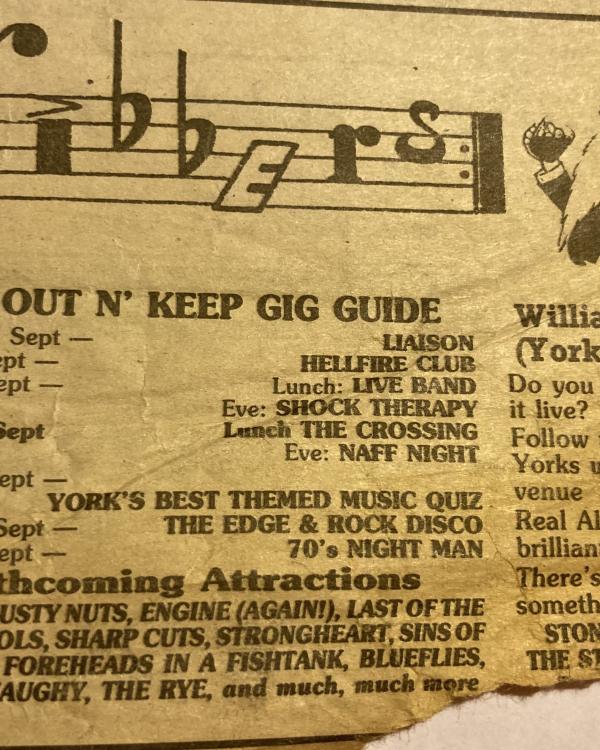 ibbers
OUT N' KEEP GIG GUIDE
Sept — LIAISON
ept — HELLFIRE CLUB
ept — Lunch: LIVE BAND
Eve: SHOCK THERAPY
Sept Lunch THE CROSSING
Eve: NAFF NIGHT
ept —
YORK'S BEST THEMED MUSIC QUIZ
Sept — THE EDGE & ROCK DISCO
ept — 70's NIGHT MAN
thcoming Attractions
USTY NUTS, ENGINE (AGAIN!), LAST OF THE
OLS, SHARP CUTS, STRONGHEART, SINS OF
FOREHEADS IN A FISHTANK, BLUEFLIES,
AUGHY, THE RYE, and much, much more
Willia
(York
Do you
it live?
Follow
Yorks u
venue
Real Al
brillian
There's
someth
STON
THE ST